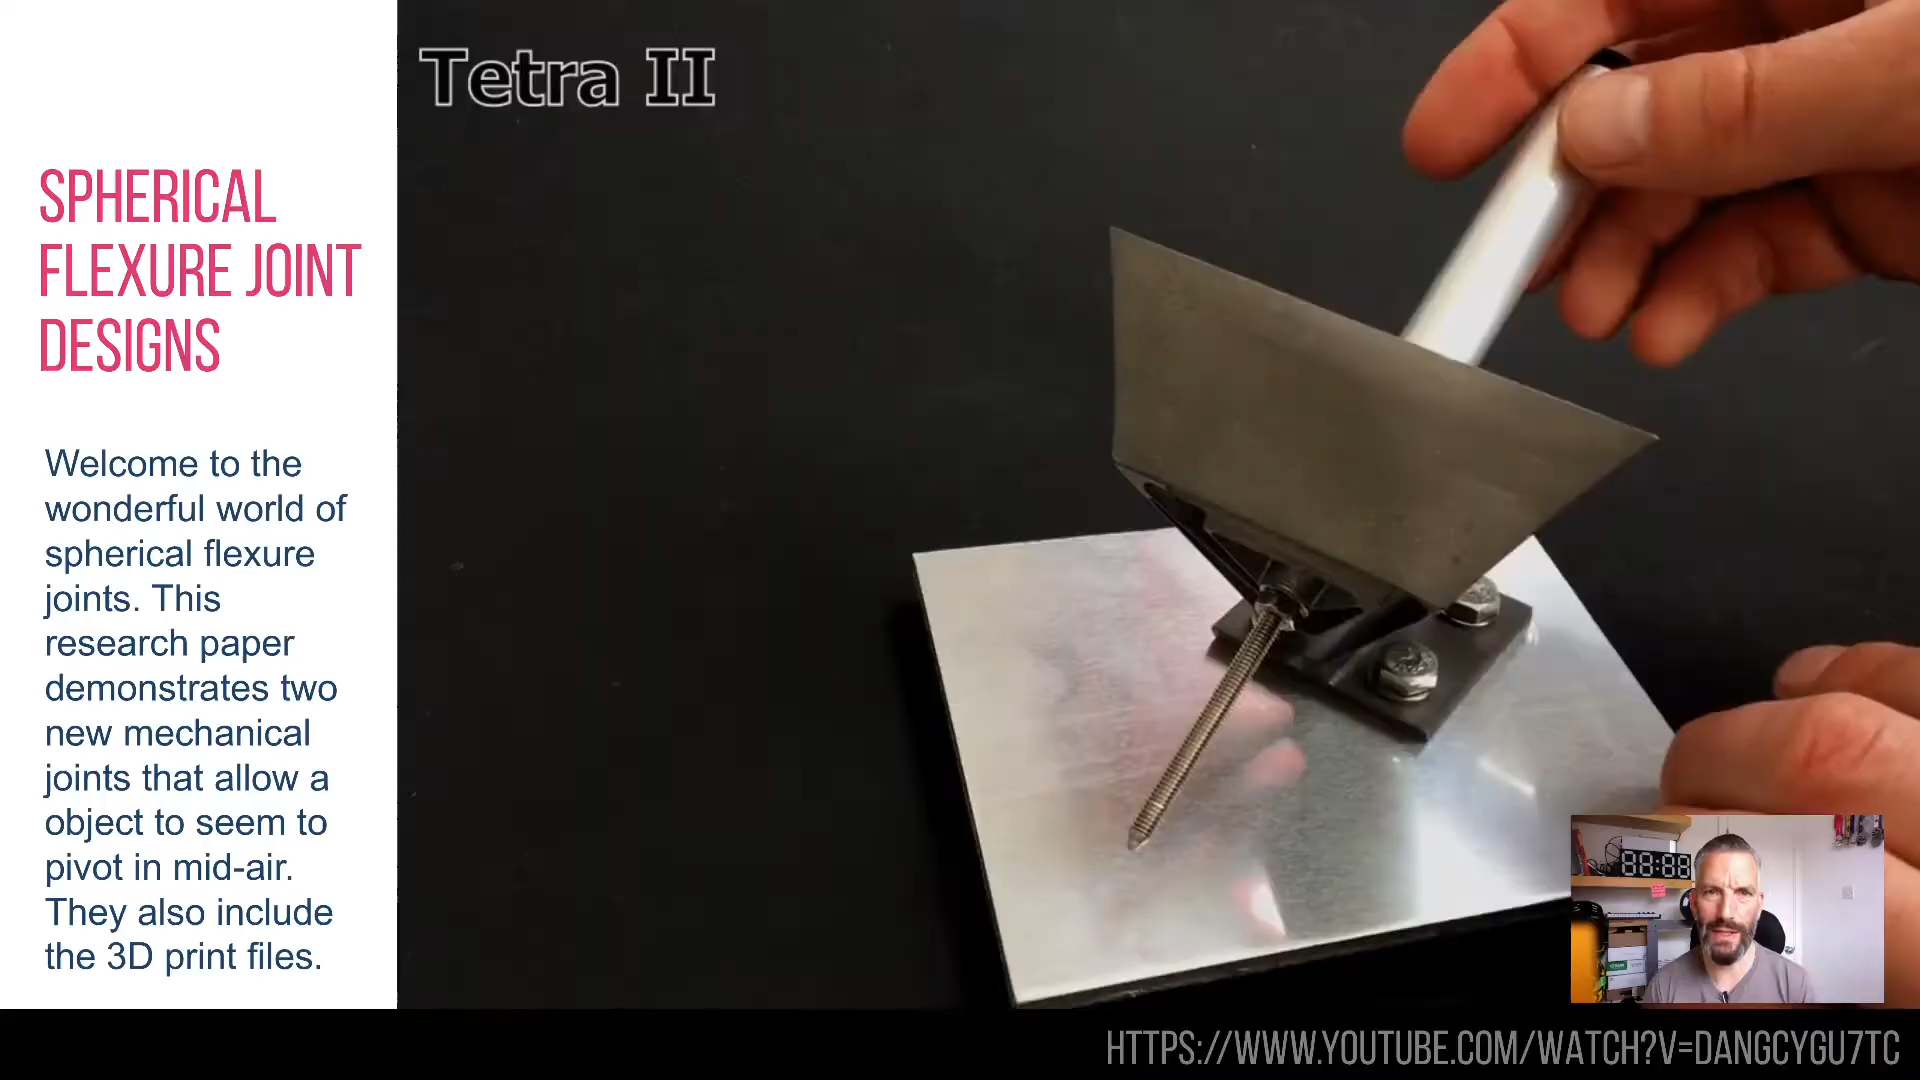 Tetra II
SPHERICAL
FLEXURE JOINT
DESIGNS
Welcome to the
wonderful world of
spherical flexure
joints. This
research paper
demonstrates two
new mechanical
joints that allow a
object to seem to
pivot in mid-air.
They also include
the 3D print files.
88:88
HTTPS://WWW.YOUTUBE.COM/WATCH?V=DANGCYGU7TC